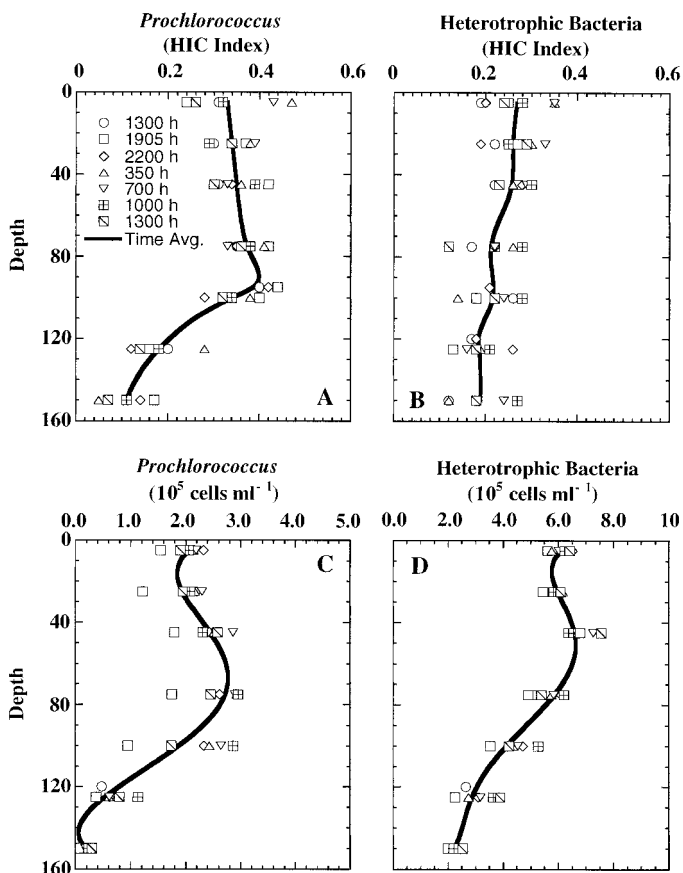 Prochlorococcus
(HIC Index)
0 0.2 0.4 0.6
0
40
80
120
160
Depth
1300 h
1905 h
2200 h
350 h
700 h
1000 h
1300 h
Time Avg.
A
Heterotrophic Bacteria
(HIC Index)
0 0.2 0.4 0.6
B
Prochlorococcus
(10⁵ cells ml⁻¹)
0.0 1.0 2.0 3.0 5.0
0
40
80
120
160
Depth
C
Heterotrophic Bacteria
(10⁵ cells ml⁻¹)
0.0 2.0 4.0 6.0 8.0 10
D